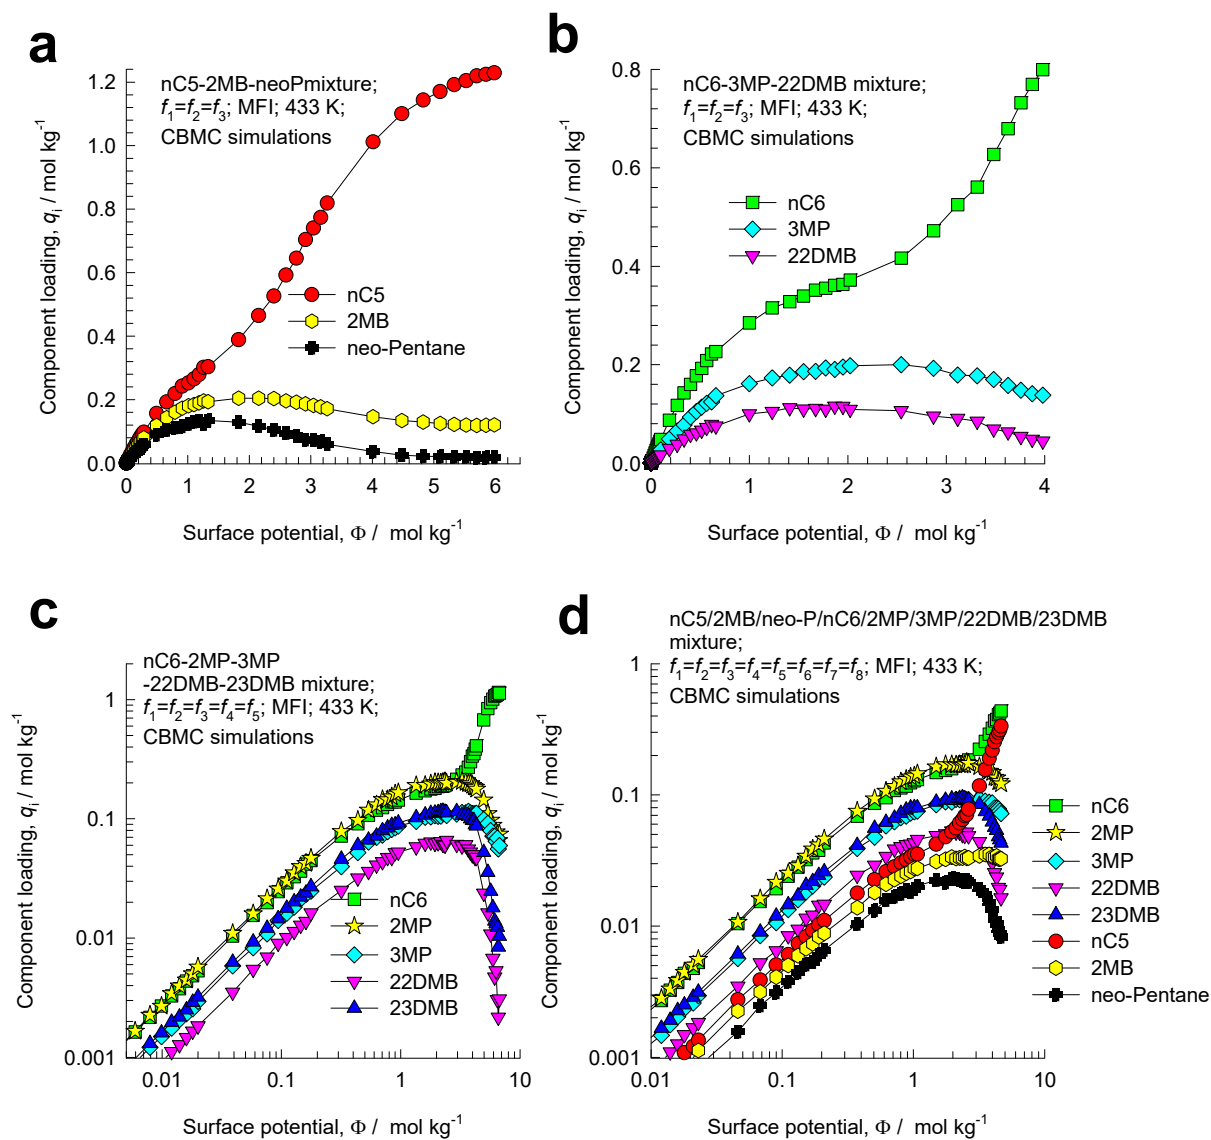 a
nC5-2MB-neoPmixture;
f1=f2=f3; MFI; 433 K;
CBMC simulations
Component loading, qi / mol kg-1
1.2
1.0
0.8
0.6
0.4
0.2
0.0
nC5
2MB
neo-Pentane
0 1 2 3 4 5 6
Surface potential, Φ / mol kg-1
b
nC6-3MP-22DMB mixture;
f1=f2=f3; MFI; 433 K;
CBMC simulations
Component loading, qi / mol kg-1
0.8
0.6
0.4
0.2
0.0
nC6
3MP
22DMB
0 1 2 3 4
Surface potential, Φ / mol kg-1
c
nC6-2MP-3MP
-22DMB-23DMB mixture;
f1=f2=f3=f4=f5; MFI; 433 K;
CBMC simulations
Component loading, qi / mol kg-1
1
0.1
0.01
0.001
nC6
2MP
3MP
22DMB
23DMB
0.01 0.1 1 10
Surface potential, Φ / mol kg-1
d
nC5/2MB/neo-P/nC6/2MP/3MP/22DMB/23DMB
mixture;
f1=f2=f3=f4=f5=f6=f7=f8; MFI; 433 K;
CBMC simulations
Component loading, qi / mol kg-1
1
0.1
0.01
0.001
nC6
2MP
3MP
22DMB
23DMB
nC5
2MB
neo-Pentane
0.01 0.1 1 10
Surface potential, Φ / mol kg-1